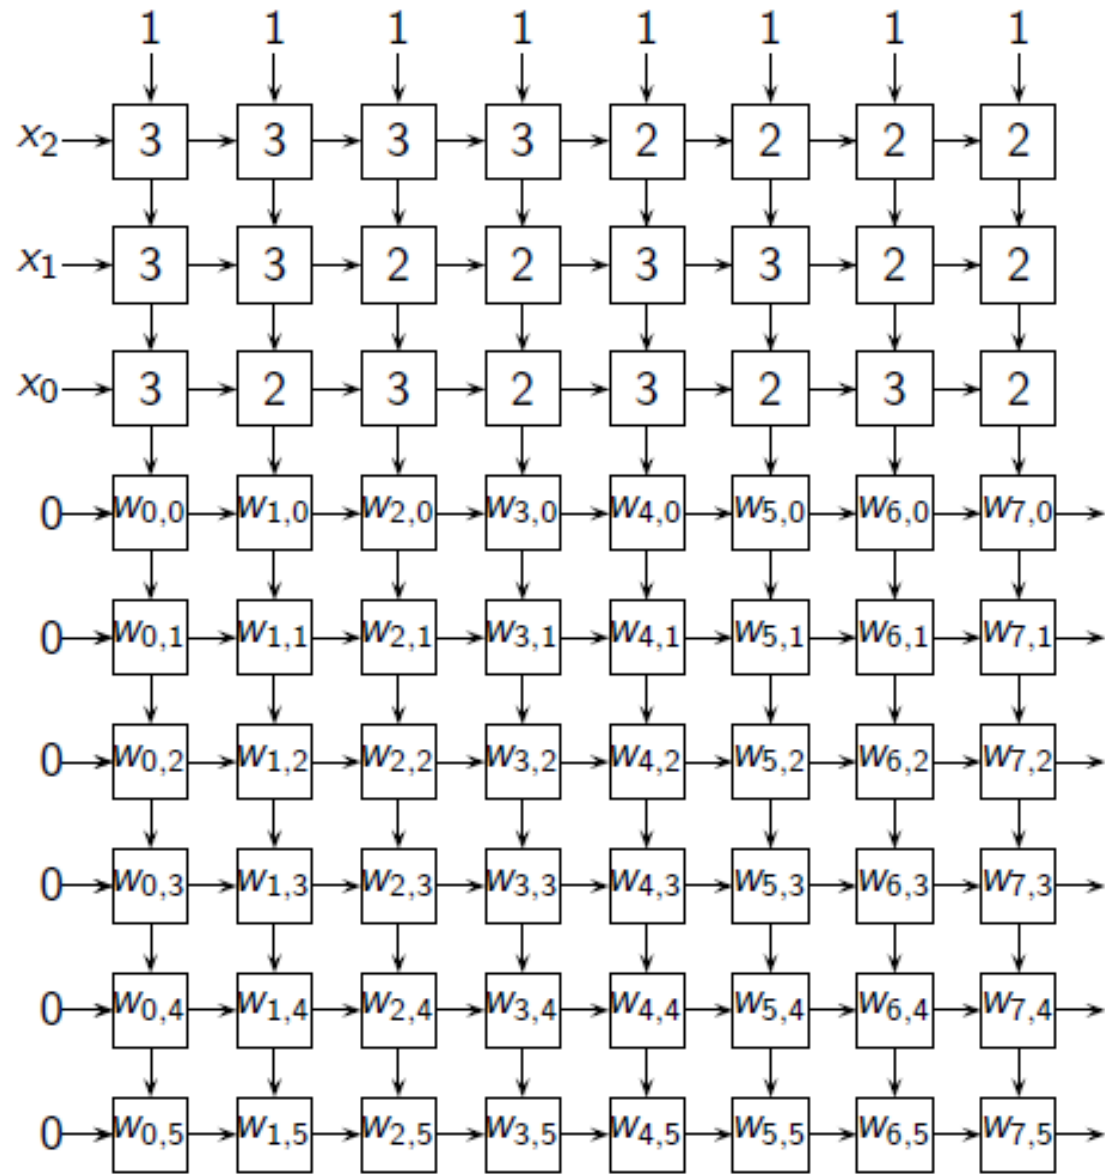 1 1 1 1 1 1 1 1
x₂ 3 3 3 3 2 2 2 2
x₁ 3 3 2 2 3 3 2 2
x₀ 3 2 3 2 3 2 3 2
0 w₀,₀ w₁,₀ w₂,₀ w₃,₀ w₄,₀ w₅,₀ w₆,₀ w₇,₀
0 w₀,₁ w₁,₁ w₂,₁ w₃,₁ w₄,₁ w₅,₁ w₆,₁ w₇,₁
0 w₀,₂ w₁,₂ w₂,₂ w₃,₂ w₄,₂ w₅,₂ w₆,₂ w₇,₂
0 w₀,₃ w₁,₃ w₂,₃ w₃,₃ w₄,₃ w₅,₃ w₆,₃ w₇,₃
0 w₀,₄ w₁,₄ w₂,₄ w₃,₄ w₄,₄ w₅,₄ w₆,₄ w₇,₄
0 w₀,₅ w₁,₅ w₂,₅ w₃,₅ w₄,₅ w₅,₅ w₆,₅ w₇,₅